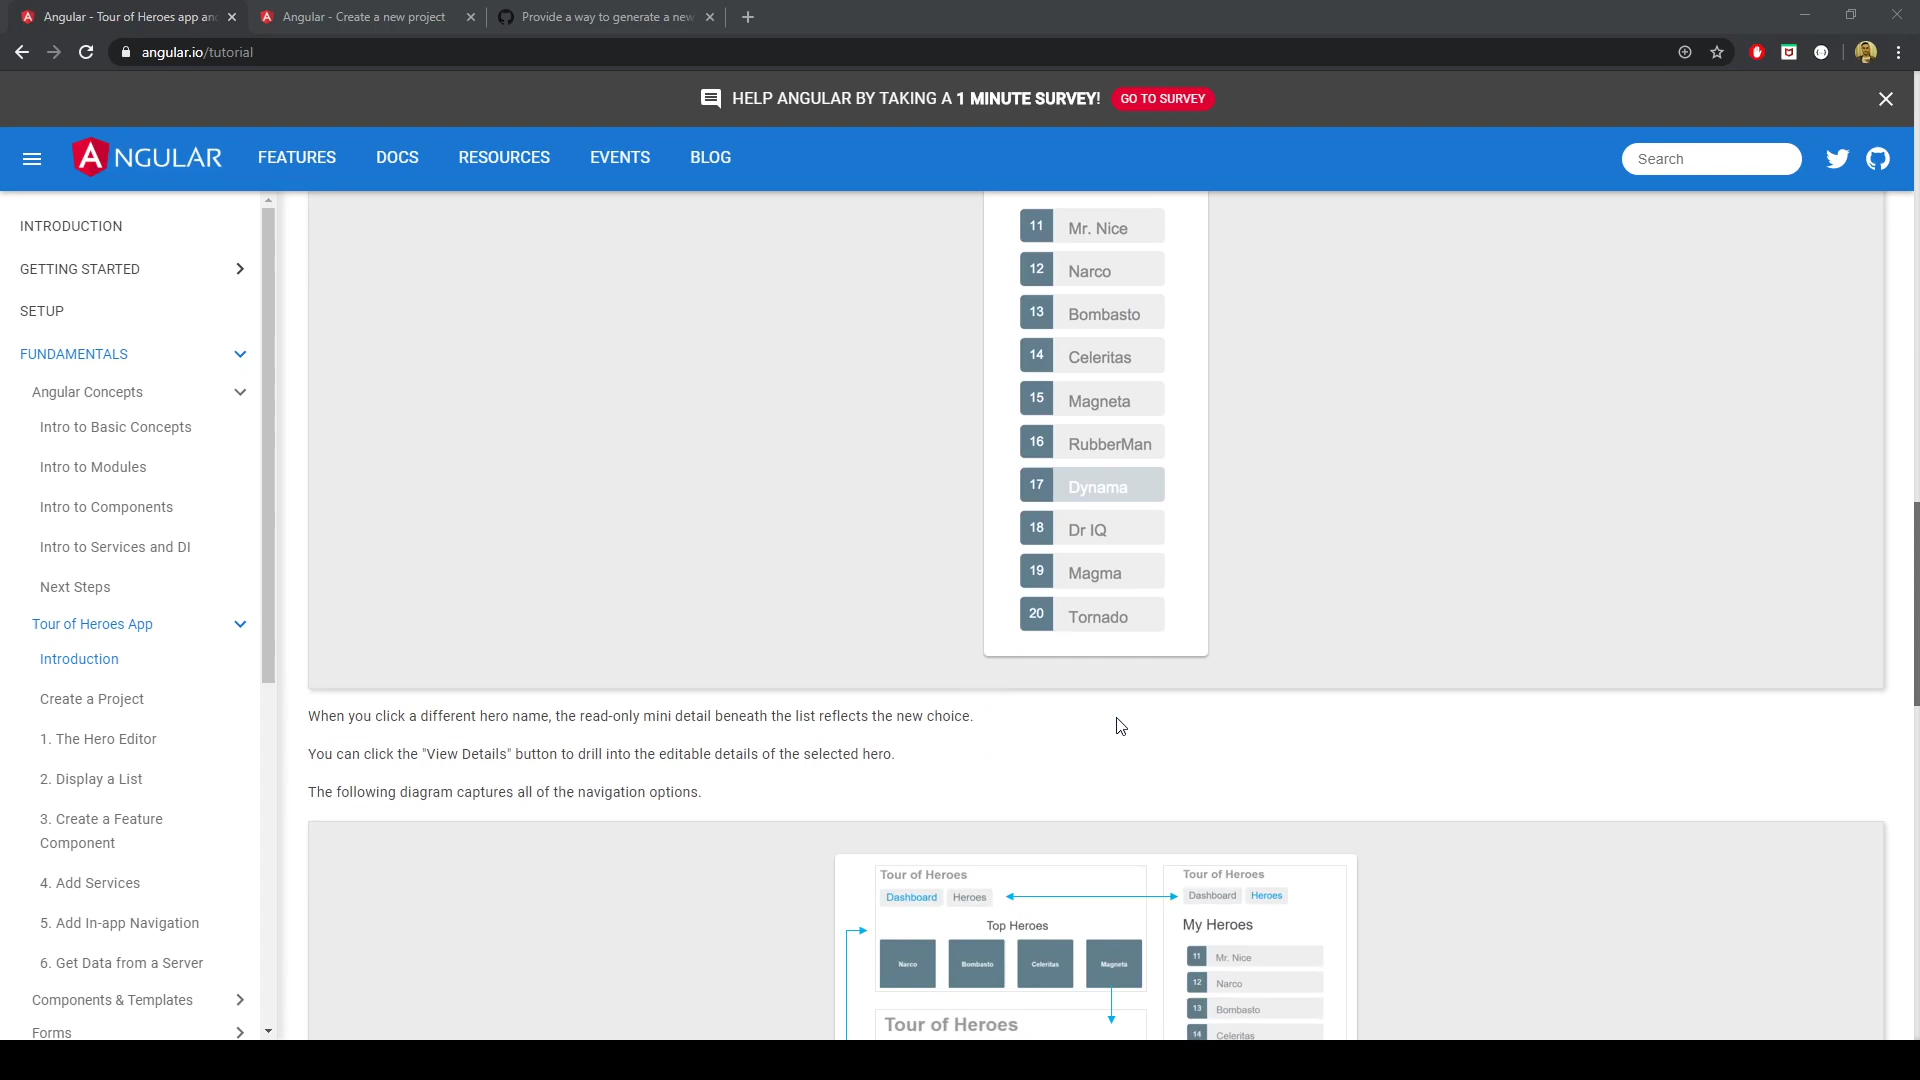 Angular - Tour of Heroes app an
Angular - Create a new project
Provide a way to generate a new
angular.io/tutorial
HELP ANGULAR BY TAKING A 1 MINUTE SURVEY!
GO TO SURVEY
ANGULAR
FEATURES
DOCS
RESOURCES
EVENTS
BLOG
Search
INTRODUCTION
GETTING STARTED
SETUP
FUNDAMENTALS
Angular Concepts
Intro to Basic Concepts
Intro to Modules
Intro to Components
Intro to Services and DI
Next Steps
Tour of Heroes App
Introduction
Create a Project
1. The Hero Editor
2. Display a List
3. Create a Feature
Component
4. Add Services
5. Add In-app Navigation
6. Get Data from a Server
Components & Templates
Forms
11 Mr. Nice
12 Narco
13 Bombasto
14 Celeritas
15 Magneta
16 RubberMan
17 Dynama
18 Dr IQ
19 Magma
20 Tornado
When you click a different hero name, the read-only mini detail beneath the list reflects the new choice.
You can click the "View Details" button to drill into the editable details of the selected hero.
The following diagram captures all of the navigation options.
Tour of Heroes
Dashboard Heroes
Top Heroes
Narco Bombasto Celeritas Magneta
Tour of Heroes
Tour of Heroes
Dashboard Heroes
My Heroes
11 Mr. Nice
12 Narco
13 Bombasto
14 Celeritas